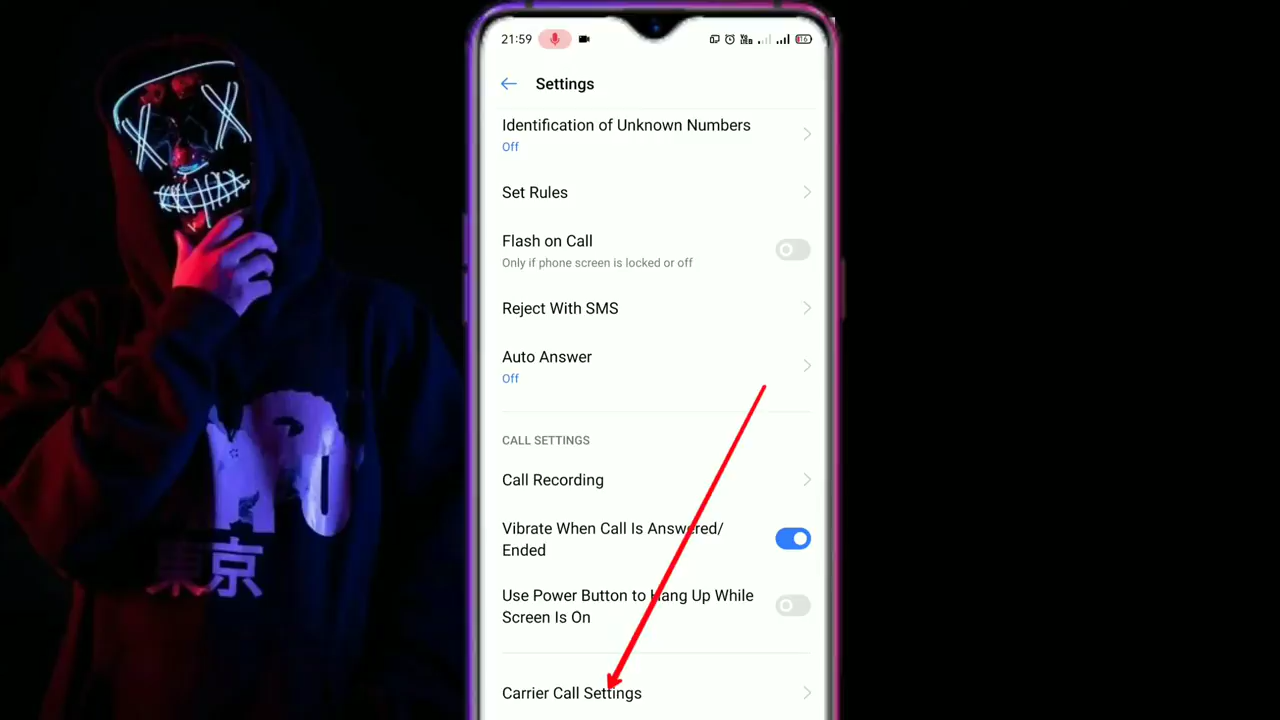 21:59
Settings
Identification of Unknown Numbers
Off
Set Rules
Flash on Call
Only if phone screen is locked or off
Reject With SMS
Auto Answer
Off
CALL SETTINGS
Call Recording
Vibrate When Call Is Answered/
Ended
Use Power Button to Hang Up While
Screen Is On
Carrier Call Settings
東京